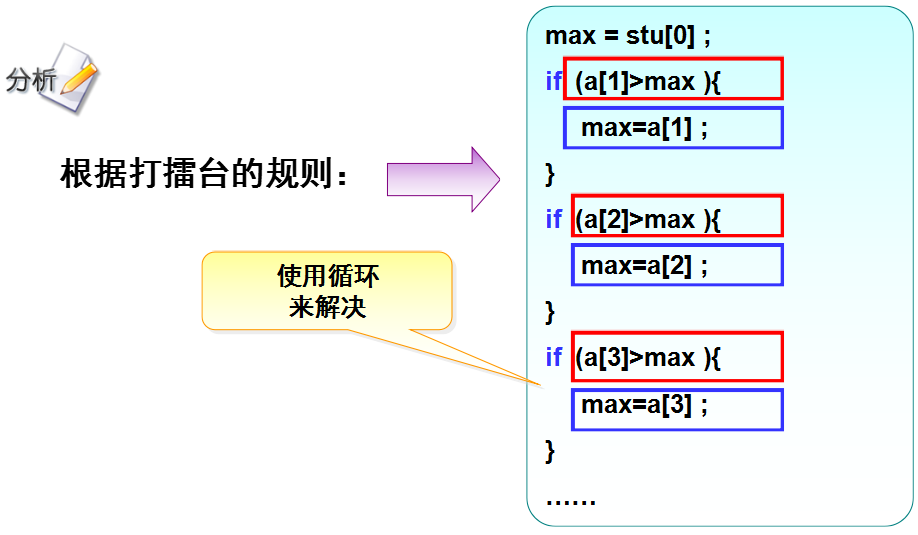 分析
根据打擂台的规则：
使用循环
来解决
max = stu[0] ;
if (a[1]>max ){
max=a[1] ;
}
if (a[2]>max ){
max=a[2] ;
}
if (a[3]>max ){
max=a[3] ;
}
……